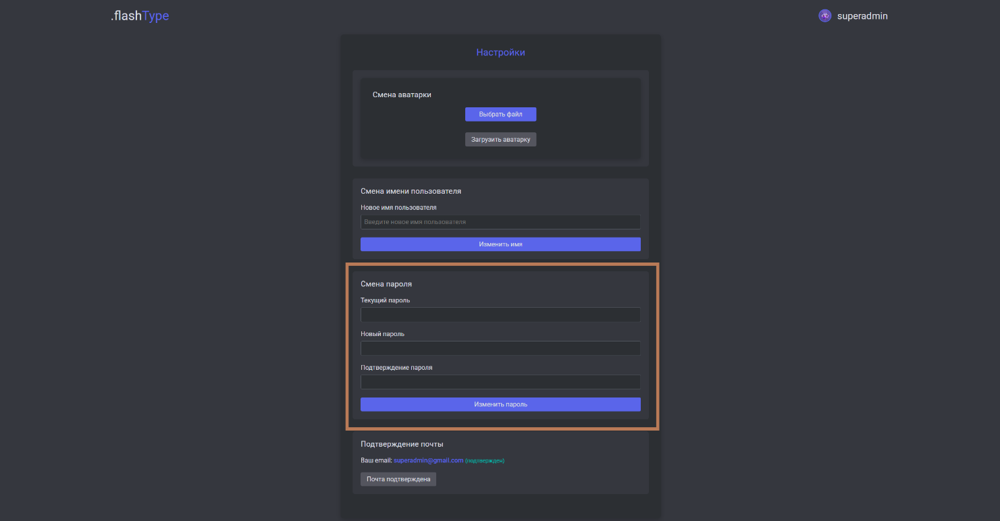 .flashType
superadmin
Настройки
Смена аватарки
Выбрать файл
Загрузить аватарку
Смена имени пользователя
Новое имя пользователя
Введите новое имя пользователя
Изменить имя
Смена пароля
Текущий пароль
Новый пароль
Подтверждение пароля
Изменить пароль
Подтверждение почты
Ваш email: superadmin@gmail.com (подтвержден)
Почта подтверждена